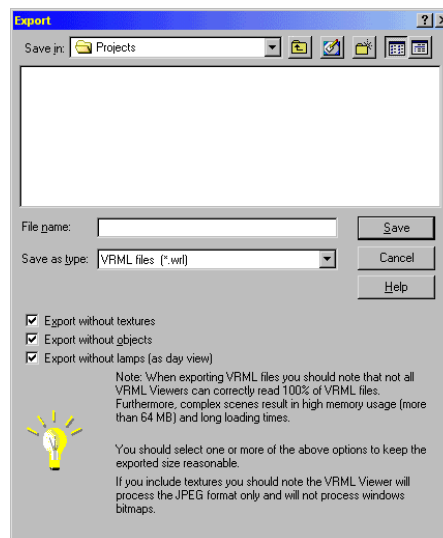 Export
Save in: Projects
File name: Save
Save as type: VRML files (*.wrl) Cancel
Help
Export without textures
Export without objects
Export without lamps (as day view)
Note: When exporting VRML files you should note that not all
VRML Viewers can correctly read 100% of VRML files.
Furthermore, complex scenes result in high memory usage (more
than 64 MB) and long loading times.
You should select one or more of the above options to keep the
exported size reasonable.
If you include textures you should note the VRML Viewer will
process the JPEG format only and will not process windows
bitmaps.